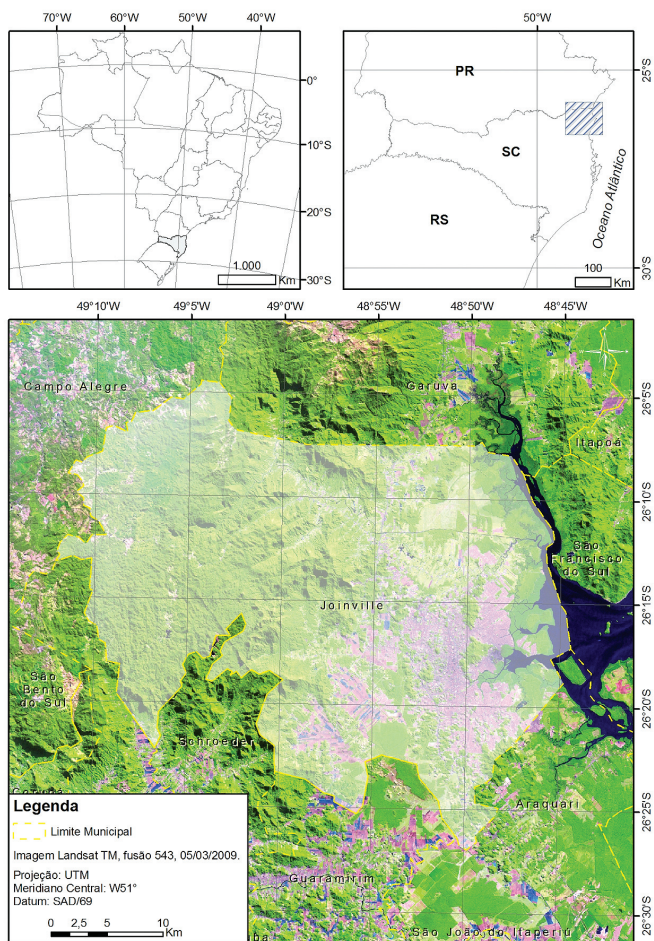 70°W 60°W 50°W 40°W
0°
10°S
20°S
30°S
1.000
Km
50°W
25°S
30°S
PR
SC
RS
Oceano Atlântico
100
Km
49°10'W 49°5'W 49°0'W 48°55'W 48°50'W 48°45'W
26°5'S
26°10'S
26°15'S
26°20'S
26°25'S
26°30'S
Campo Alegre
Garuva
Itapoá
São
Francisco
do Sul
Joinville
São
Bento
do Sul
Schroeder
Araquari
Guaramirim
São João do Itaperiú
Legenda
Limite Municipal
Imagem Landsat TM, fusão 543, 05/03/2009.
Projeção: UTM
Meridiano Central: W51°
Datum: SAD/69
0 2,5 5 10
Km